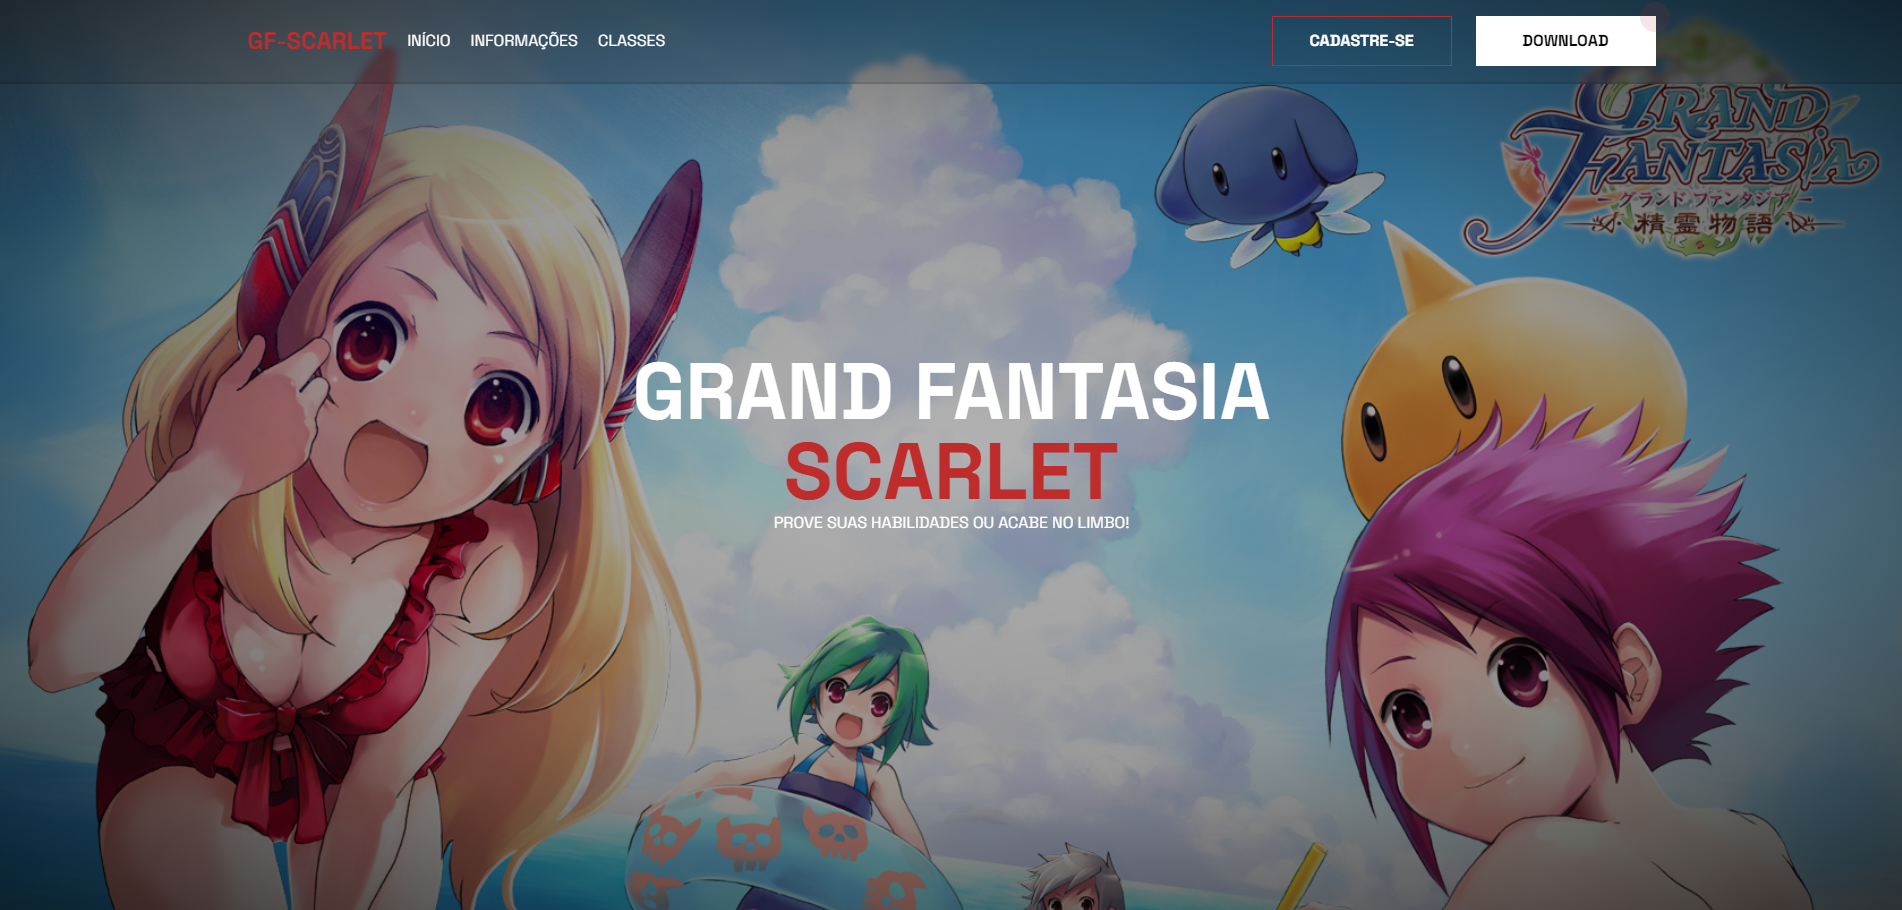 GF-SCARLET INÍCIO INFORMAÇÕES CLASSES CADASTRE-SE DOWNLOAD
GRAND
FANTASIA
グランド ファンタジアー
精霊物語
GRAND FANTASIA
SCARLET
PROVE SUAS HABILIDADES OU ACABE NO LIMBO!